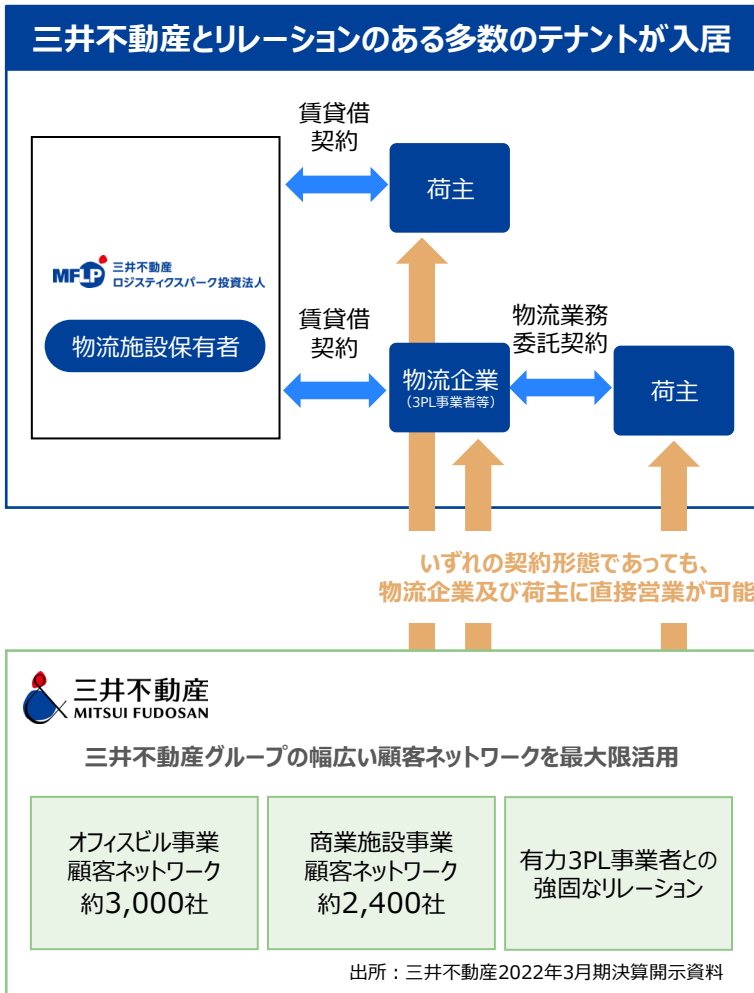 三井不動産とリレーションのある多数のテナントが入居
賃貸借
契約
荷主
MFLP 三井不動産
ロジスティクスパーク投資法人
物流施設保有者
賃貸借
契約
物流企業
（3PL事業者等）
物流業務
委託契約
荷主
いずれの契約形態であっても、
物流企業及び荷主に直接営業が可能
三井不動産
MITSUI FUDOSAN
三井不動産グループの幅広い顧客ネットワークを最大限活用
オフィスビル事業
顧客ネットワーク
約3,000社
商業施設事業
顧客ネットワーク
約2,400社
有力3PL事業者との
強固なリレーション
出所：三井不動産2022年3月期決算開示資料